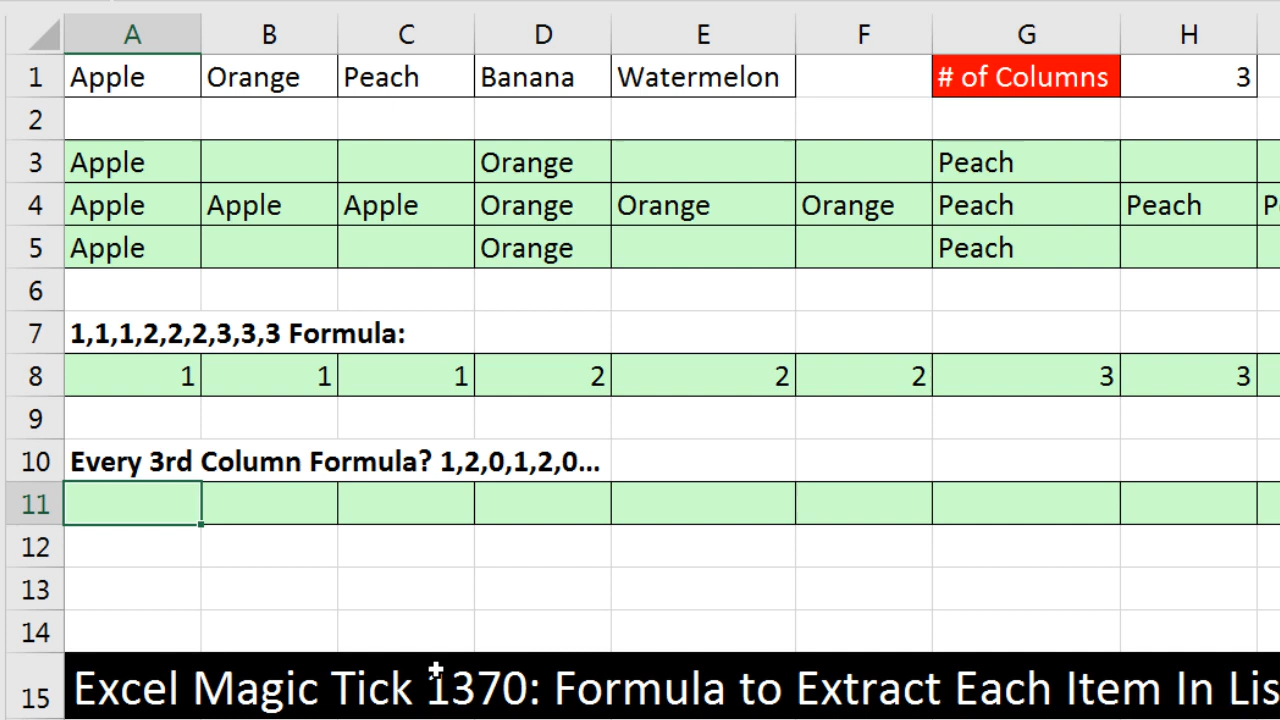 A B C D E F G H
1 Apple Orange Peach Banana Watermelon # of Columns 3
2
3 Apple Orange Peach
4 Apple Apple Apple Orange Orange Orange Peach Peach
5 Apple Orange Peach
6
7 1,1,1,2,2,2,3,3,3 Formula:
8 1 1 1 2 2 2 3 3
9
10 Every 3rd Column Formula? 1,2,0,1,2,0...
11
12
13
14
15 Excel Magic Tick 1370: Formula to Extract Each Item In